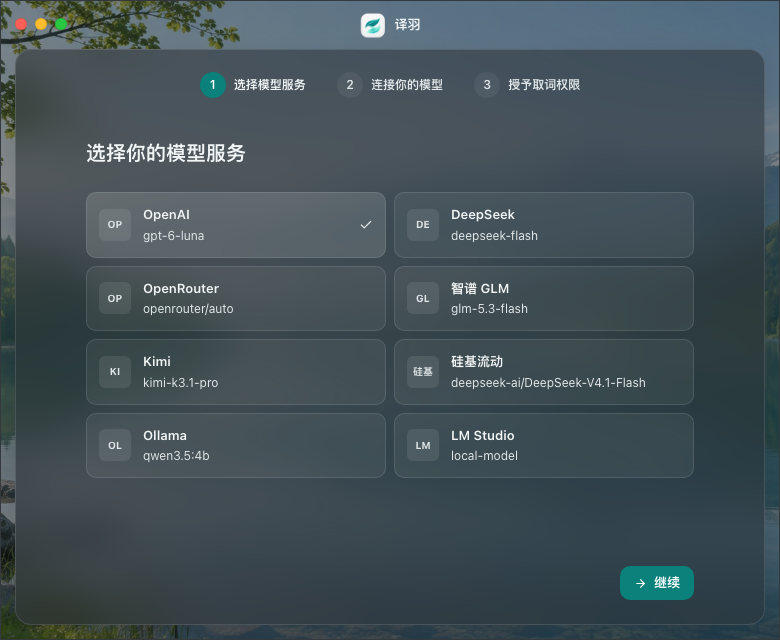 译羽
1 选择模型服务 2 连接你的模型 3 授予取词权限
选择你的模型服务
OP OpenAI
gpt-6-luna
DE DeepSeek
deepseek-flash
OP OpenRouter
openrouter/auto
GL 智谱 GLM
glm-5.3-flash
KI Kimi
kimi-k3.1-pro
硅基 硅基流动
deepseek-ai/DeepSeek-V4.1-Flash
OL Ollama
qwen3.5:4b
LM LM Studio
local-model
继续